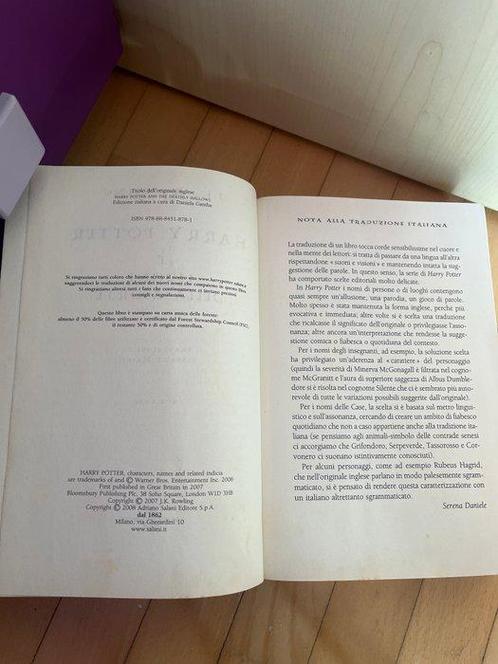 Titolo dell'originale inglese
HARRY POTTER AND THE DEATHLY HALLOWS
Edizione italiana a cura di Daniela Gamba
ISBN 978-88-8451-878-1
Si ringraziano tutti coloro che hanno scritto al nostro sito www.harrypotter.salani.it
suggerendoci le traduzioni di alcuni dei nuovi nomi che compaiono in questo libro.
Si ringraziano altresì tutti i fans che continuamente ci inviano preziosi
consigli e segnalazioni.
Questo libro è stampato su carta amica delle foreste:
almeno il 50% delle fibre utilizzate è certificato dal Forest Stewardship Council (FSC),
il restante 50% è di origine controllata.
HARRY POTTER, characters, names and related indicia
are trademarks of and © Warner Bros. Entertainment Inc. 2008
First published in Great Britain in 2007
Bloomsbury Publishing Plc, 38 Soho Square, London W1D 3HB
Copyright © 2007 J.K. Rowling
Copyright © 2008 Adriano Salani Editore S.p.A.
dal 1862
Milano, via Gherardini 10
www.salani.it
NOTA ALLA TRADUZIONE ITALIANA
La traduzione di un libro tocca corde sensibilissime nel cuore e
nella mente dei lettori: si tratta di passare da una lingua all'altra
rispettandone « suoni e visioni » e mantenendo intatta la sug-
gestione delle parole. In questo senso, la serie di Harry Potter
ha comportato scelte editoriali molto delicate.
In Harry Potter i nomi di persone o di luoghi contengono
quasi sempre un'allusione, una parodia, un gioco di parole.
Molto spesso è stata mantenuta la forma inglese, perché più
evocativa e immediata; altre volte si è scelta una traduzione
che ricalcasse il significato dell'originale o privilegiasse l'asso-
nanza; altre ancora un'interpretazione che rendesse la sugge-
stione comica o fiabesca o quotidiana del contesto.
Per i nomi degli insegnanti, ad esempio, la soluzione scelta
ha privilegiato un'aderenza al « carattere » del personaggio
(quindi la severità di Minerva McGonagall è filtrata nel co-
gnome McGranitt e l'aura di superiore saggezza di Albus Dumble-
dore si è risolta nel cognome Silente che ci è sembrato più auto-
revole di tutte le variazioni possibili suggerite dall'originale).
Per i nomi delle Case, la scelta si è basata sul metro lingui-
stico e sull'assonanza, cercando di creare un ambito di fiabesco
quotidiano che non a caso appartiene anche alla tradizione ita-
liana (se pensiamo agli animali-simbolo delle contrade senesi
ci accorgiamo che Grifondoro, Serpeverde, Tassorosso e Cor-
vonero ci suonano istintivamente conosciuti).
Per alcuni personaggi, come ad esempio Rubeus Hagrid,
che nell'originale inglese parlano in modo palesemente sgram-
maticato, si è pensato di rendere questa caratterizzazione con
un italiano altrettanto sgrammaticato.
Serena Daniele